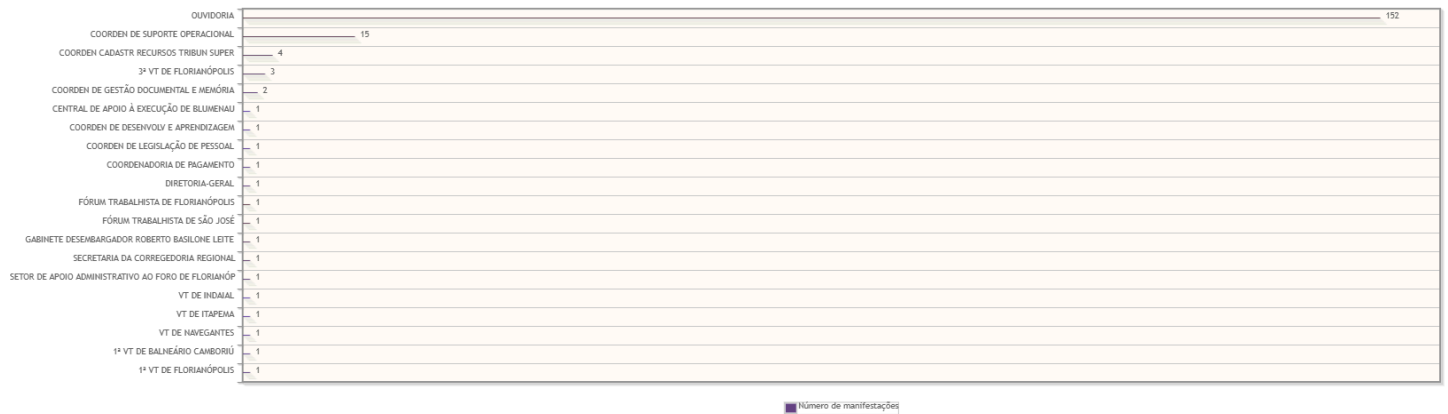 OUVIDORIA 152
COORDEN DE SUPORTE OPERACIONAL 15
COORDEN CADASTR RECURSOS TRIBUN SUPER 4
3ª VT DE FLORIANÓPOLIS 3
COORDEN DE GESTÃO DOCUMENTAL E MEMÓRIA 2
CENTRAL DE APOIO À EXECUÇÃO DE BLUMENAU 1
COORDEN DE DESENVOLV E APRENDIZAGEM 1
COORDEN DE LEGISLAÇÃO DE PESSOAL 1
COORDENADORIA DE PAGAMENTO 1
DIRETORIA-GERAL 1
FÓRUM TRABALHISTA DE FLORIANÓPOLIS 1
FÓRUM TRABALHISTA DE SÃO JOSÉ 1
GABINETE DESEMBARGADOR ROBERTO BASILONE LEITE 1
SECRETARIA DA CORREGEDORIA REGIONAL 1
SETOR DE APOIO ADMINISTRATIVO AO FORO DE FLORIANÓP 1
VT DE INDAIAL 1
VT DE ITAPEMA 1
VT DE NAVEGANTES 1
1ª VT DE BALNEÁRIO CAMBORIÚ 1
1ª VT DE FLORIANÓPOLIS 1
Número de manifestações